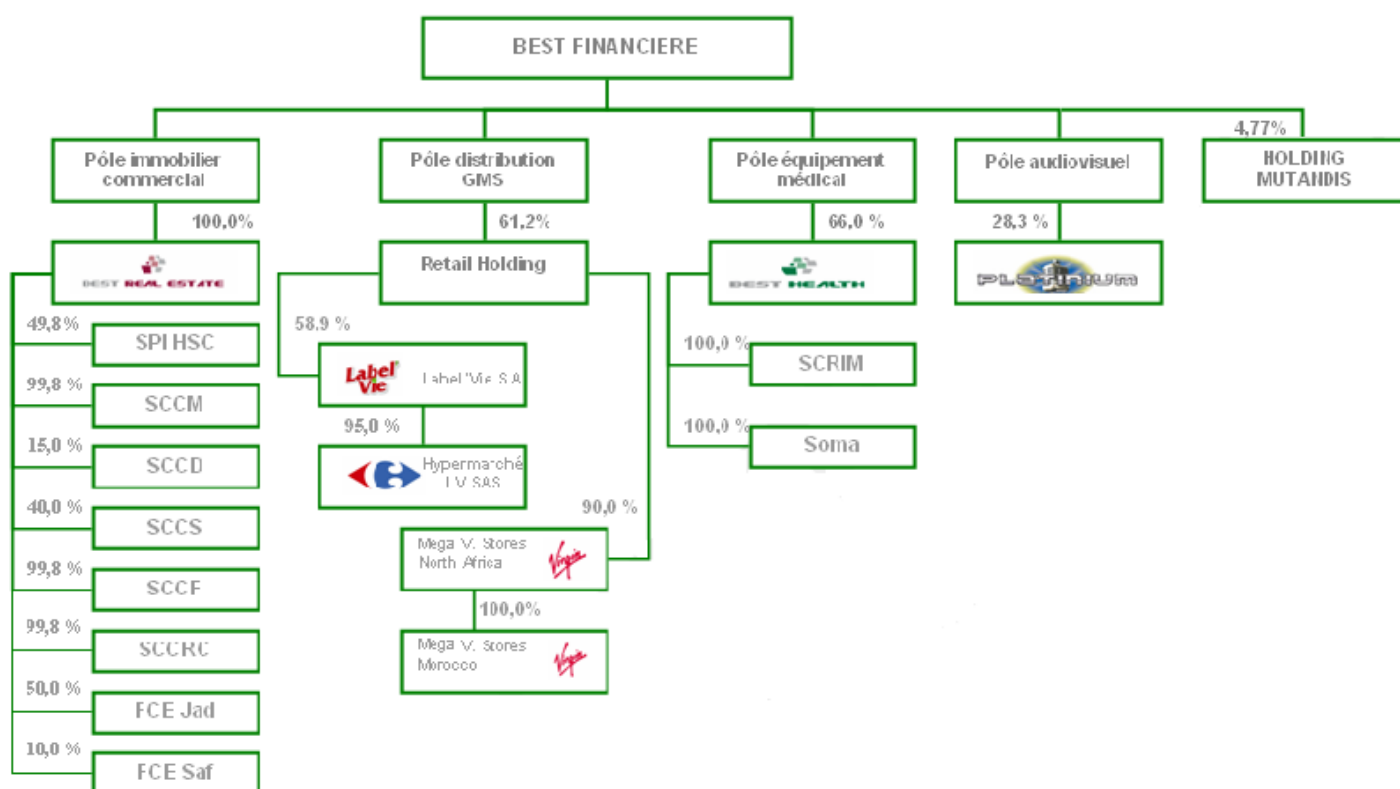 BEST FINANCIERE
4,77%
Pôle immobilier
commercial
Pôle distribution
GMS
Pôle équipement
médical
Pôle audiovisuel
HOLDING
MUTANDIS
100,0%
61,2%
66,0 %
28,3 %
BEST REAL ESTATE
Retail Holding
BEST HEALTH
PLATINIUM
49,8 %
SPI HSC
99,8 %
SCCM
15,0 %
SCCD
40,0 %
SCCS
99,8 %
SCCF
99,8 %
SCCRC
50,0 %
FCE Jad
10,0 %
FCE Saf
58,9 %
Label'
Vie
Label'Vie S.A
95,0 %
Hypermarché
LV SAS
90,0 %
Mega V. Stores
North Africa
Virgin
100,0%
Mega V. Stores
Morocco
Virgin
100,0 %
SCRIM
100,0 %
Soma